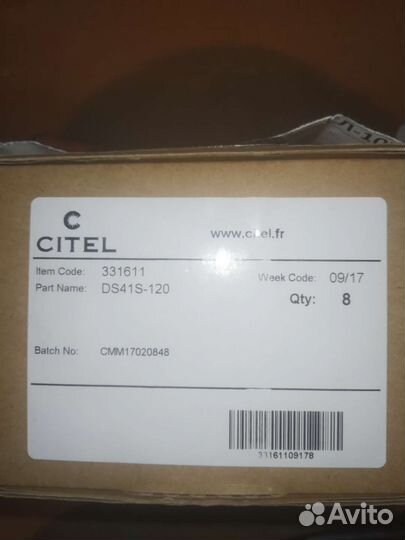 л-10
C
CITEL
www.citel.fr
Item Code: 331611
Week Code: 09/17
Part Name: DS41S-120
Qty: 8
Batch No: CMM17020848
33161109178
Avito